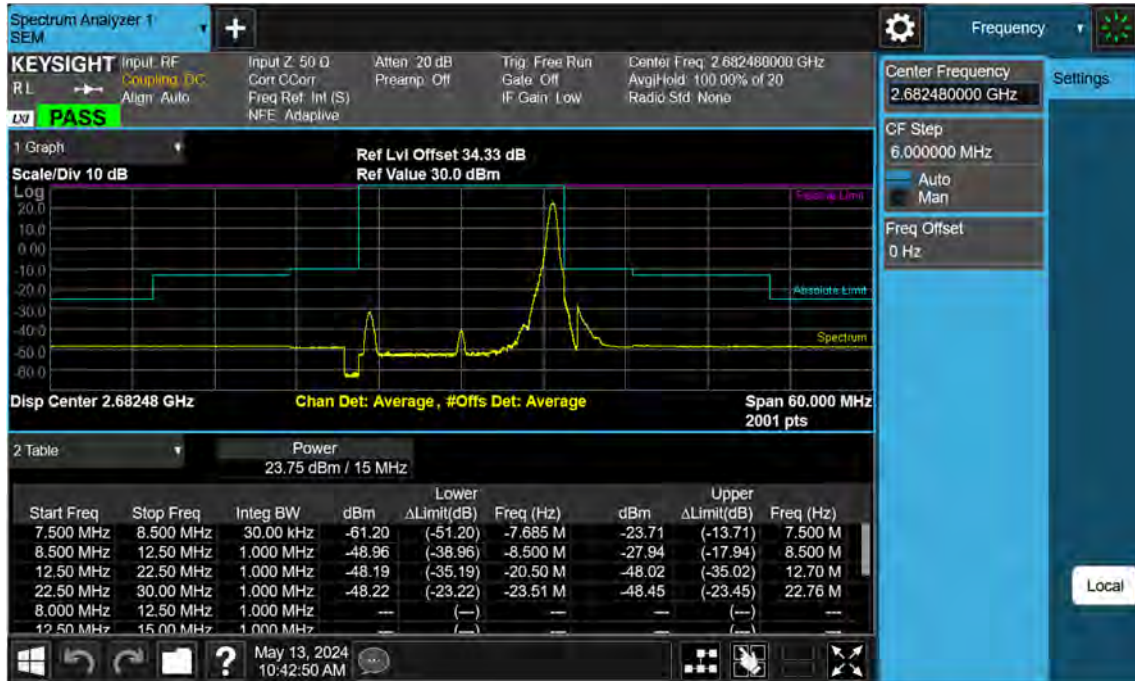 Spectrum Analyzer 1
SEM
+
Frequency
KEYSIGHT
RL
LXI PASS
Input: RF
Coupling: DC
Align: Auto
Input Z: 50 Ω
Corr CCorr
Freq Ref: Int (S)
NFE: Adaptive
Atten: 20 dB
Preamp: Off
Trig: Free Run
Gate: Off
IF Gain: Low
Center Freq: 2.682480000 GHz
Avg|Hold: 100.00% of 20
Radio Std: None
Center Frequency
2.682480000 GHz
Settings
CF Step
6.000000 MHz
Auto
Man
Freq Offset
0 Hz
1 Graph
Scale/Div 10 dB
Ref Lvl Offset 34.33 dB
Ref Value 30.0 dBm
Log
20.0
10.0
0.00
-10.0
-20.0
-30.0
-40.0
-50.0
-60.0
Absolute Limit
Spectrum
Disp Center 2.68248 GHz
Chan Det: Average, #Offs Det: Average
Span 60.000 MHz
2001 pts
2 Table
Power
23.75 dBm / 15 MHz
Lower Upper
Start Freq Stop Freq Integ BW dBm ΔLimit(dB) Freq (Hz) dBm ΔLimit(dB) Freq (Hz)
7.500 MHz 8.500 MHz 30.00 kHz -61.20 (-51.20) -7.685 M -23.71 (-13.71) 7.500 M
8.500 MHz 12.50 MHz 1.000 MHz -48.96 (-38.96) -8.500 M -27.94 (-17.94) 8.500 M
12.50 MHz 22.50 MHz 1.000 MHz -48.19 (-35.19) -20.50 M -48.02 (-35.02) 12.70 M
22.50 MHz 30.00 MHz 1.000 MHz -48.22 (-23.22) -23.51 M -48.45 (-23.45) 22.76 M
8.000 MHz 12.50 MHz 1.000 MHz --- (---) --- --- (---) ---
12.50 MHz 15.00 MHz 1.000 MHz --- (---) --- --- (---) ---
Local
?
May 13, 2024
10:42:50 AM